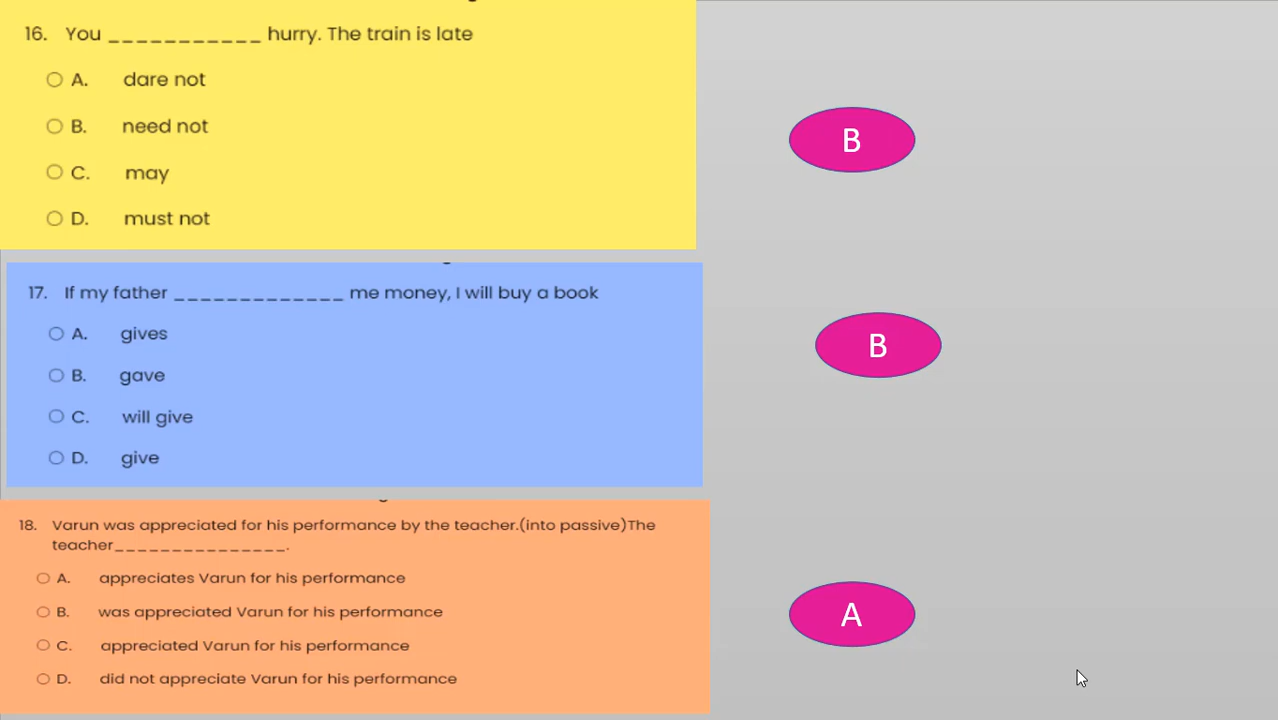 16. You ___________ hurry. The train is late
A. dare not
B. need not
C. may
D. must not
B
17. If my father _____________ me money, I will buy a book
A. gives
B. gave
C. will give
D. give
B
18. Varun was appreciated for his performance by the teacher.(into passive)The
teacher_______________.
A. appreciates Varun for his performance
B. was appreciated Varun for his performance
C. appreciated Varun for his performance
D. did not appreciate Varun for his performance
A